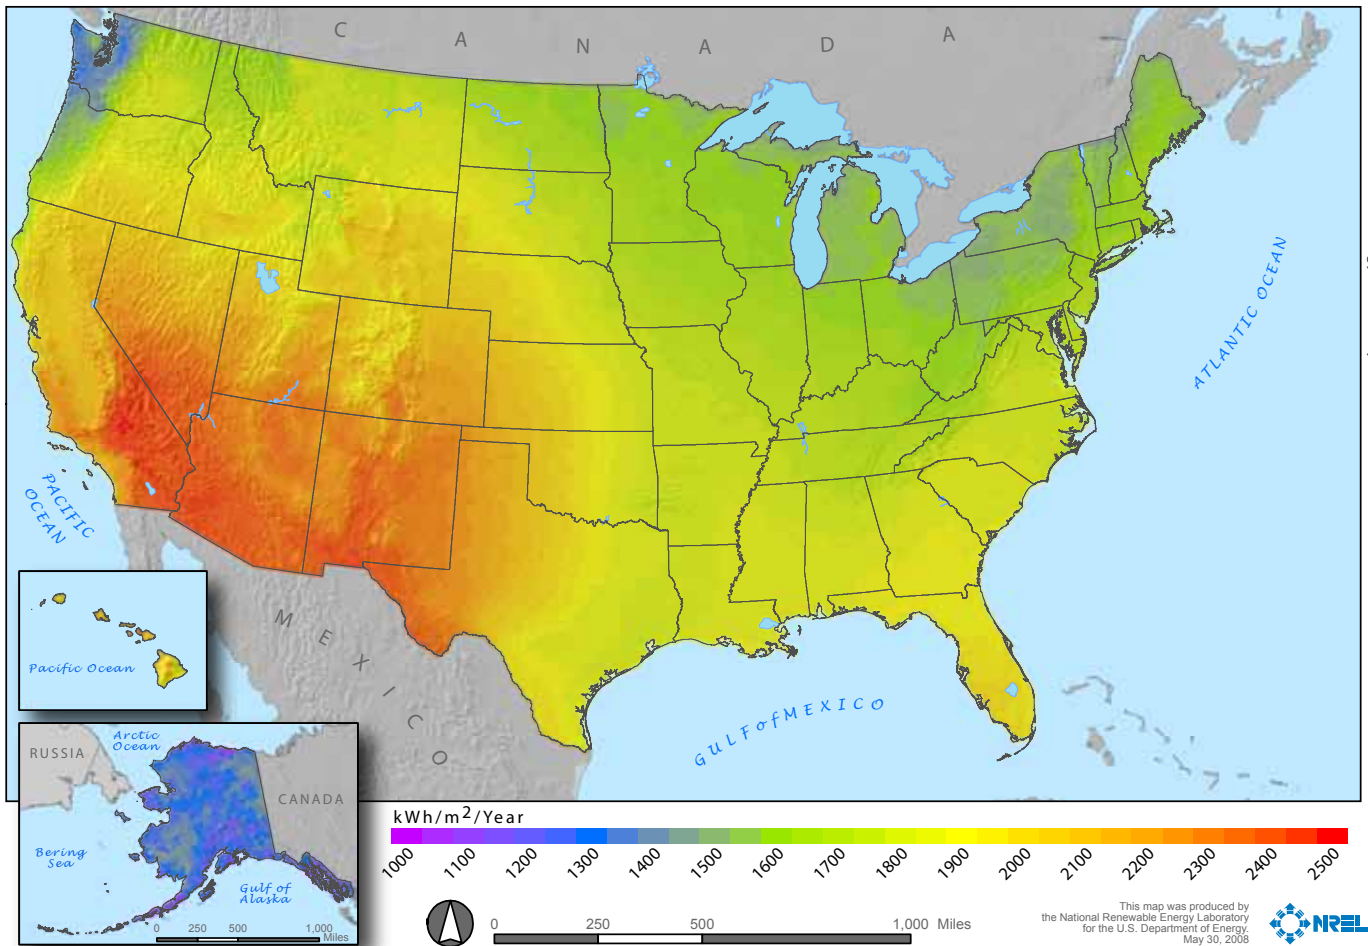 C A N A D A
PACIFIC
OCEAN
ATLANTIC OCEAN
MEXICO
GULF of MEXICO
Pacific Ocean
Arctic
Ocean
RUSSIA
CANADA
Bering
Sea
Gulf of
Alaska
0 250 500 1,000 Miles
kWh/m²/Year
1000 1100 1200 1300 1400 1500 1600 1700 1800 1900 2000 2100 2200 2300 2400 2500
0 250 500 1,000 Miles
This map was produced by
the National Renewable Energy Laboratory
for the U.S. Department of Energy.
May 30, 2008
NREL